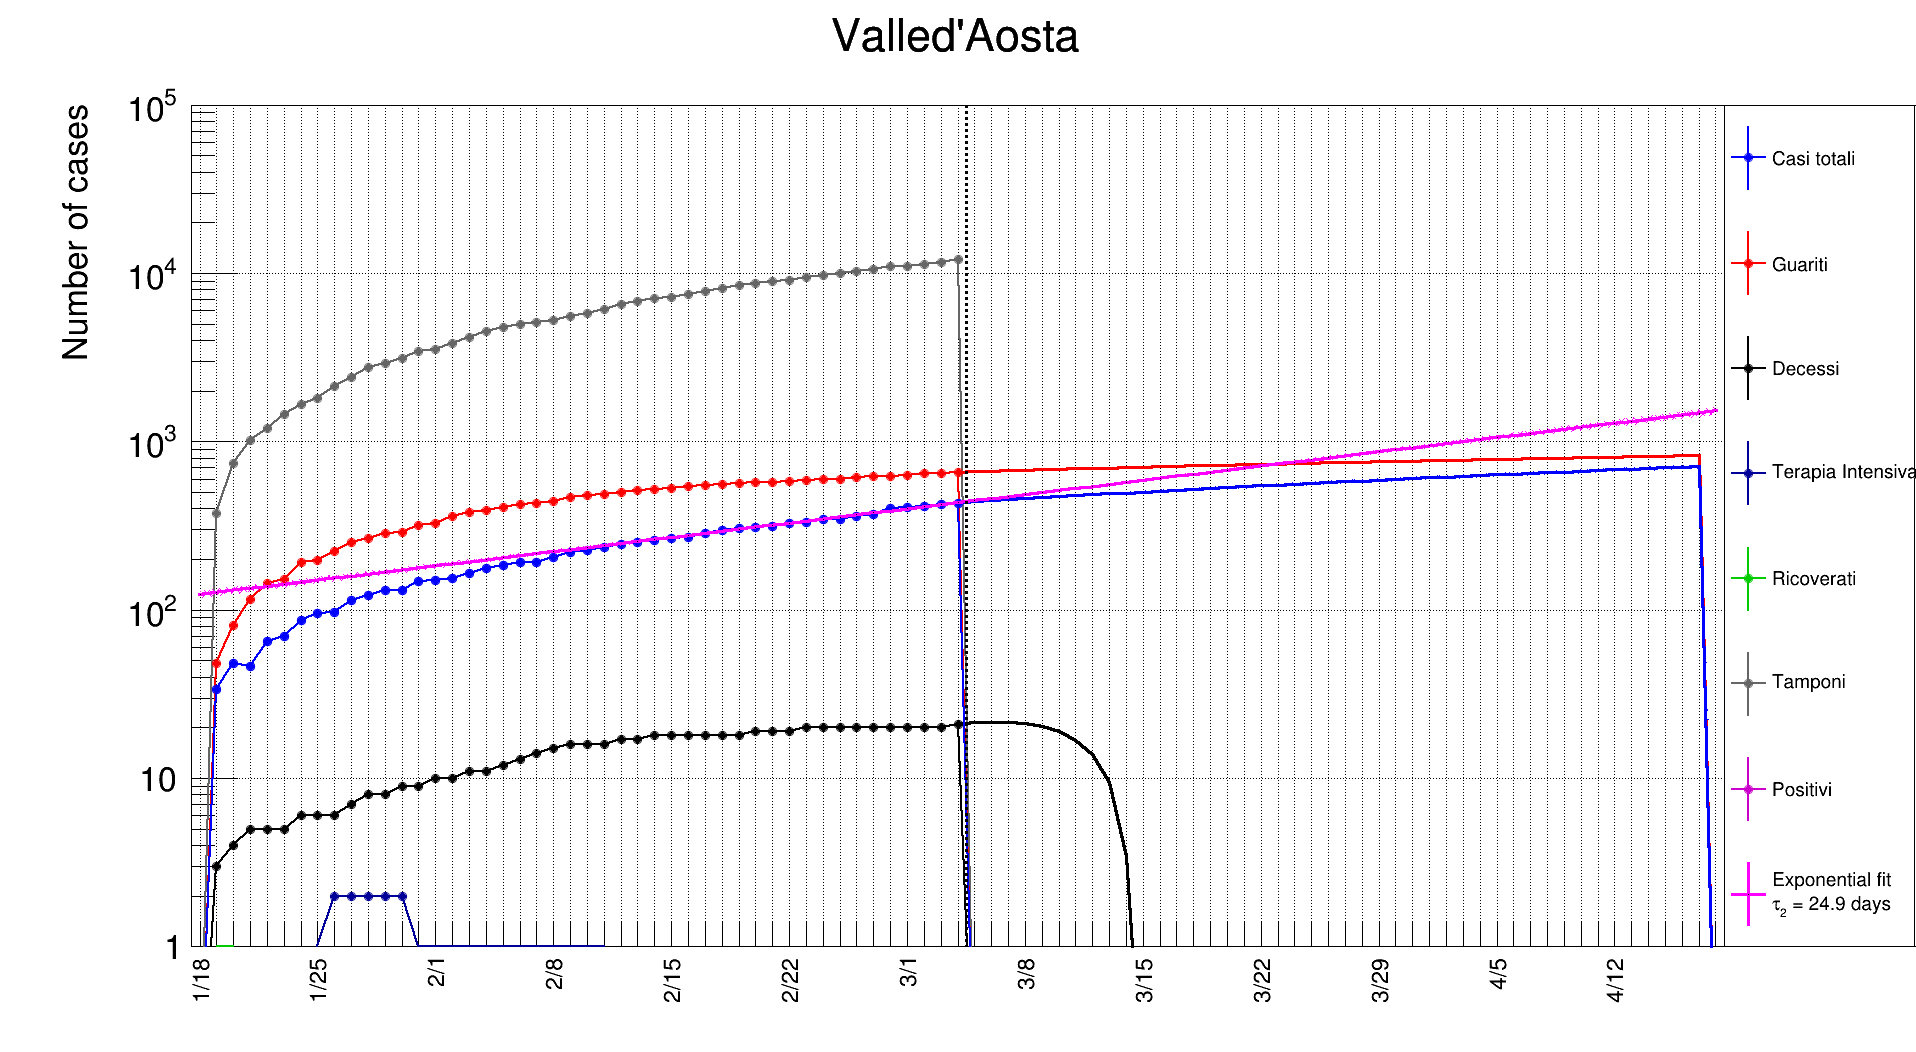 Valled'Aosta
Number of cases
10^5
10^4
10^3
10^2
10
1
1/18
1/25
2/1
2/8
2/15
2/22
3/1
3/8
3/15
3/22
3/29
4/5
4/12
Casi totali
Guariti
Decessi
Terapia Intensiva
Ricoverati
Tamponi
Positivi
Exponential fit
τ_2 = 24.9 days